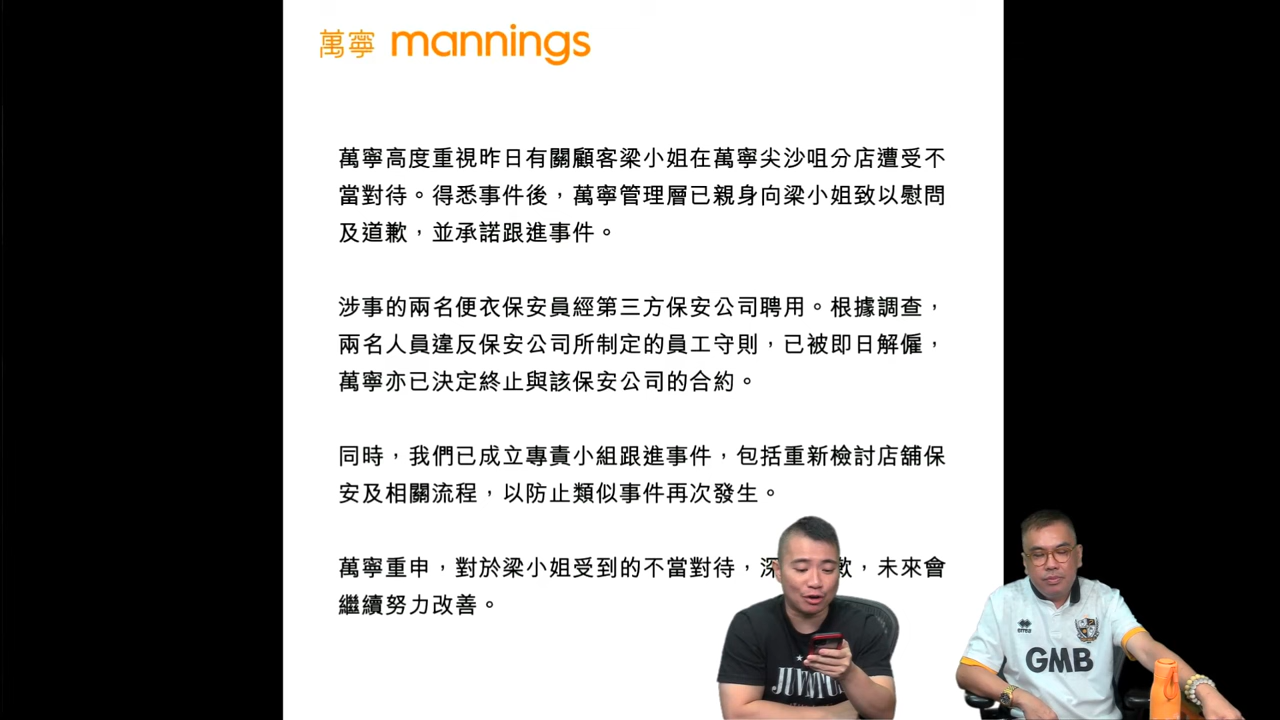 萬寧 mannings
萬寧高度重視昨日有關顧客梁小姐在萬寧尖沙咀分店遭受不
當對待。得悉事件後，萬寧管理層已親身向梁小姐致以慰問
及道歉，並承諾跟進事件。
涉事的兩名便衣保安員經第三方保安公司聘用。根據調查，
兩名人員違反保安公司所制定的員工守則，已被即日解僱，
萬寧亦已決定終止與該保安公司的合約。
同時，我們已成立專責小組跟進事件，包括重新檢討店舖保
安及相關流程，以防止類似事件再次發生。
萬寧重申，對於梁小姐受到的不當對待，深
，未來會
繼續努力改善。
errea
GMB